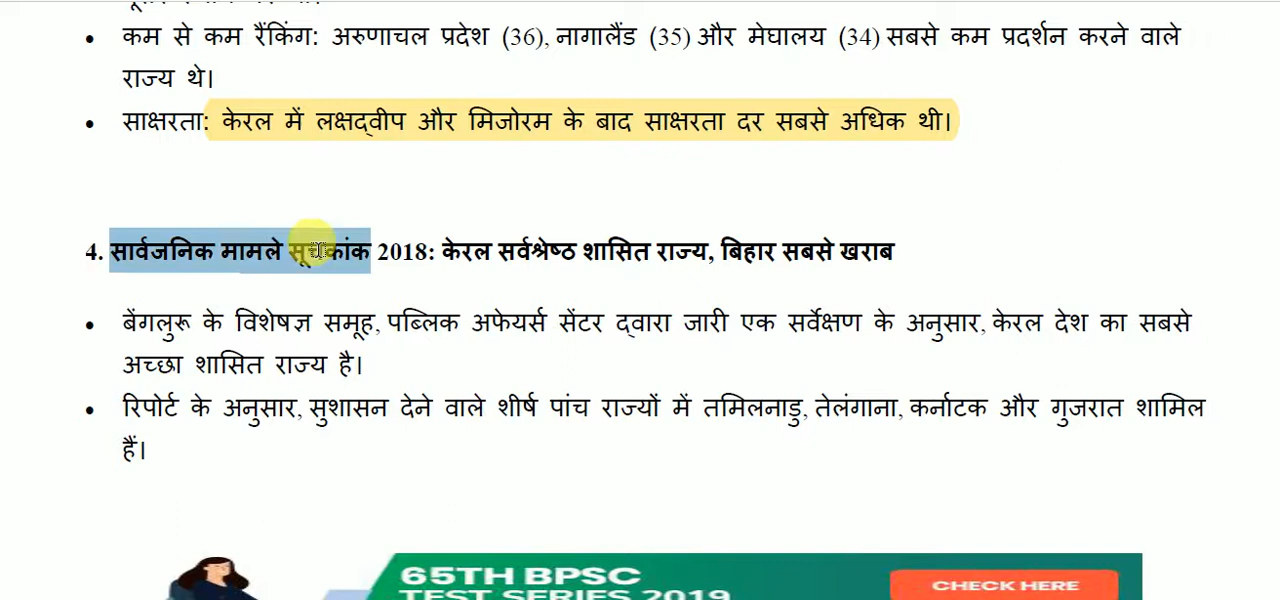 कम से कम रैंकिंग: अरुणाचल प्रदेश (36), नागालैंड (35) और मेघालय (34) सबसे कम प्रदर्शन करने वाले
राज्य थे।
साक्षरता: केरल में लक्षद्वीप और मिजोरम के बाद साक्षरता दर सबसे अधिक थी।
4. सार्वजनिक मामले सूचकांक 2018: केरल सर्वश्रेष्ठ शासित राज्य, बिहार सबसे खराब
बेंगलुरू के विशेषज्ञ समूह, पब्लिक अफेयर्स सेंटर द्वारा जारी एक सर्वेक्षण के अनुसार, केरल देश का सबसे
अच्छा शासित राज्य है।
रिपोर्ट के अनुसार, सुशासन देने वाले शीर्ष पांच राज्यों में तमिलनाडु, तेलंगाना, कर्नाटक और गुजरात शामिल
हैं।
65TH BPSC
TEST SERIES 2019
CHECK HERE